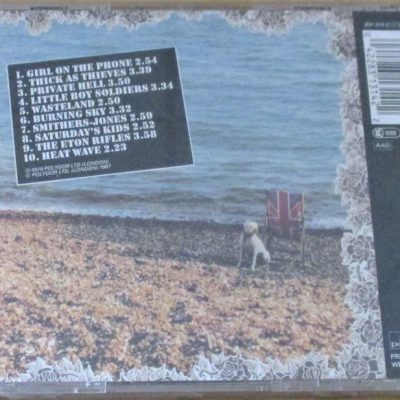 1. GIRL ON THE PHONE 2.54
2. THICK AS THIEVES 3.39
3. PRIVATE HELL 3.50
4. LITTLE BOY SOLDIERS 3.34
5. WASTELAND 2.50
6. BURNING SKY 3.32
7. SMITHERS-JONES 2.59
8. SATURDAY'S KIDS 2.52
9. THE ETON RIFLES 3.58
10. HEAT WAVE 2.23
℗ 1979 POLYDOR LTD (LONDON)
© POLYDOR LTD. (LONDON) 1987
AAD